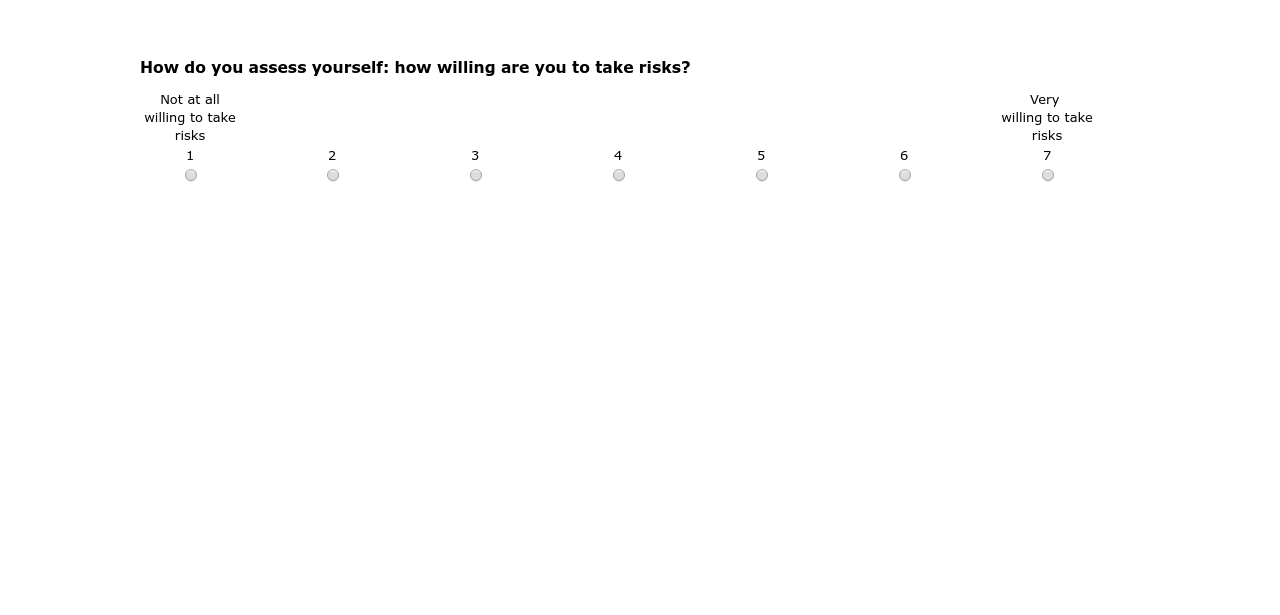 How do you assess yourself: how willing are you to take risks?
Not at all
willing to take
risks
Very
willing to take
risks
1 2 3 4 5 6 7